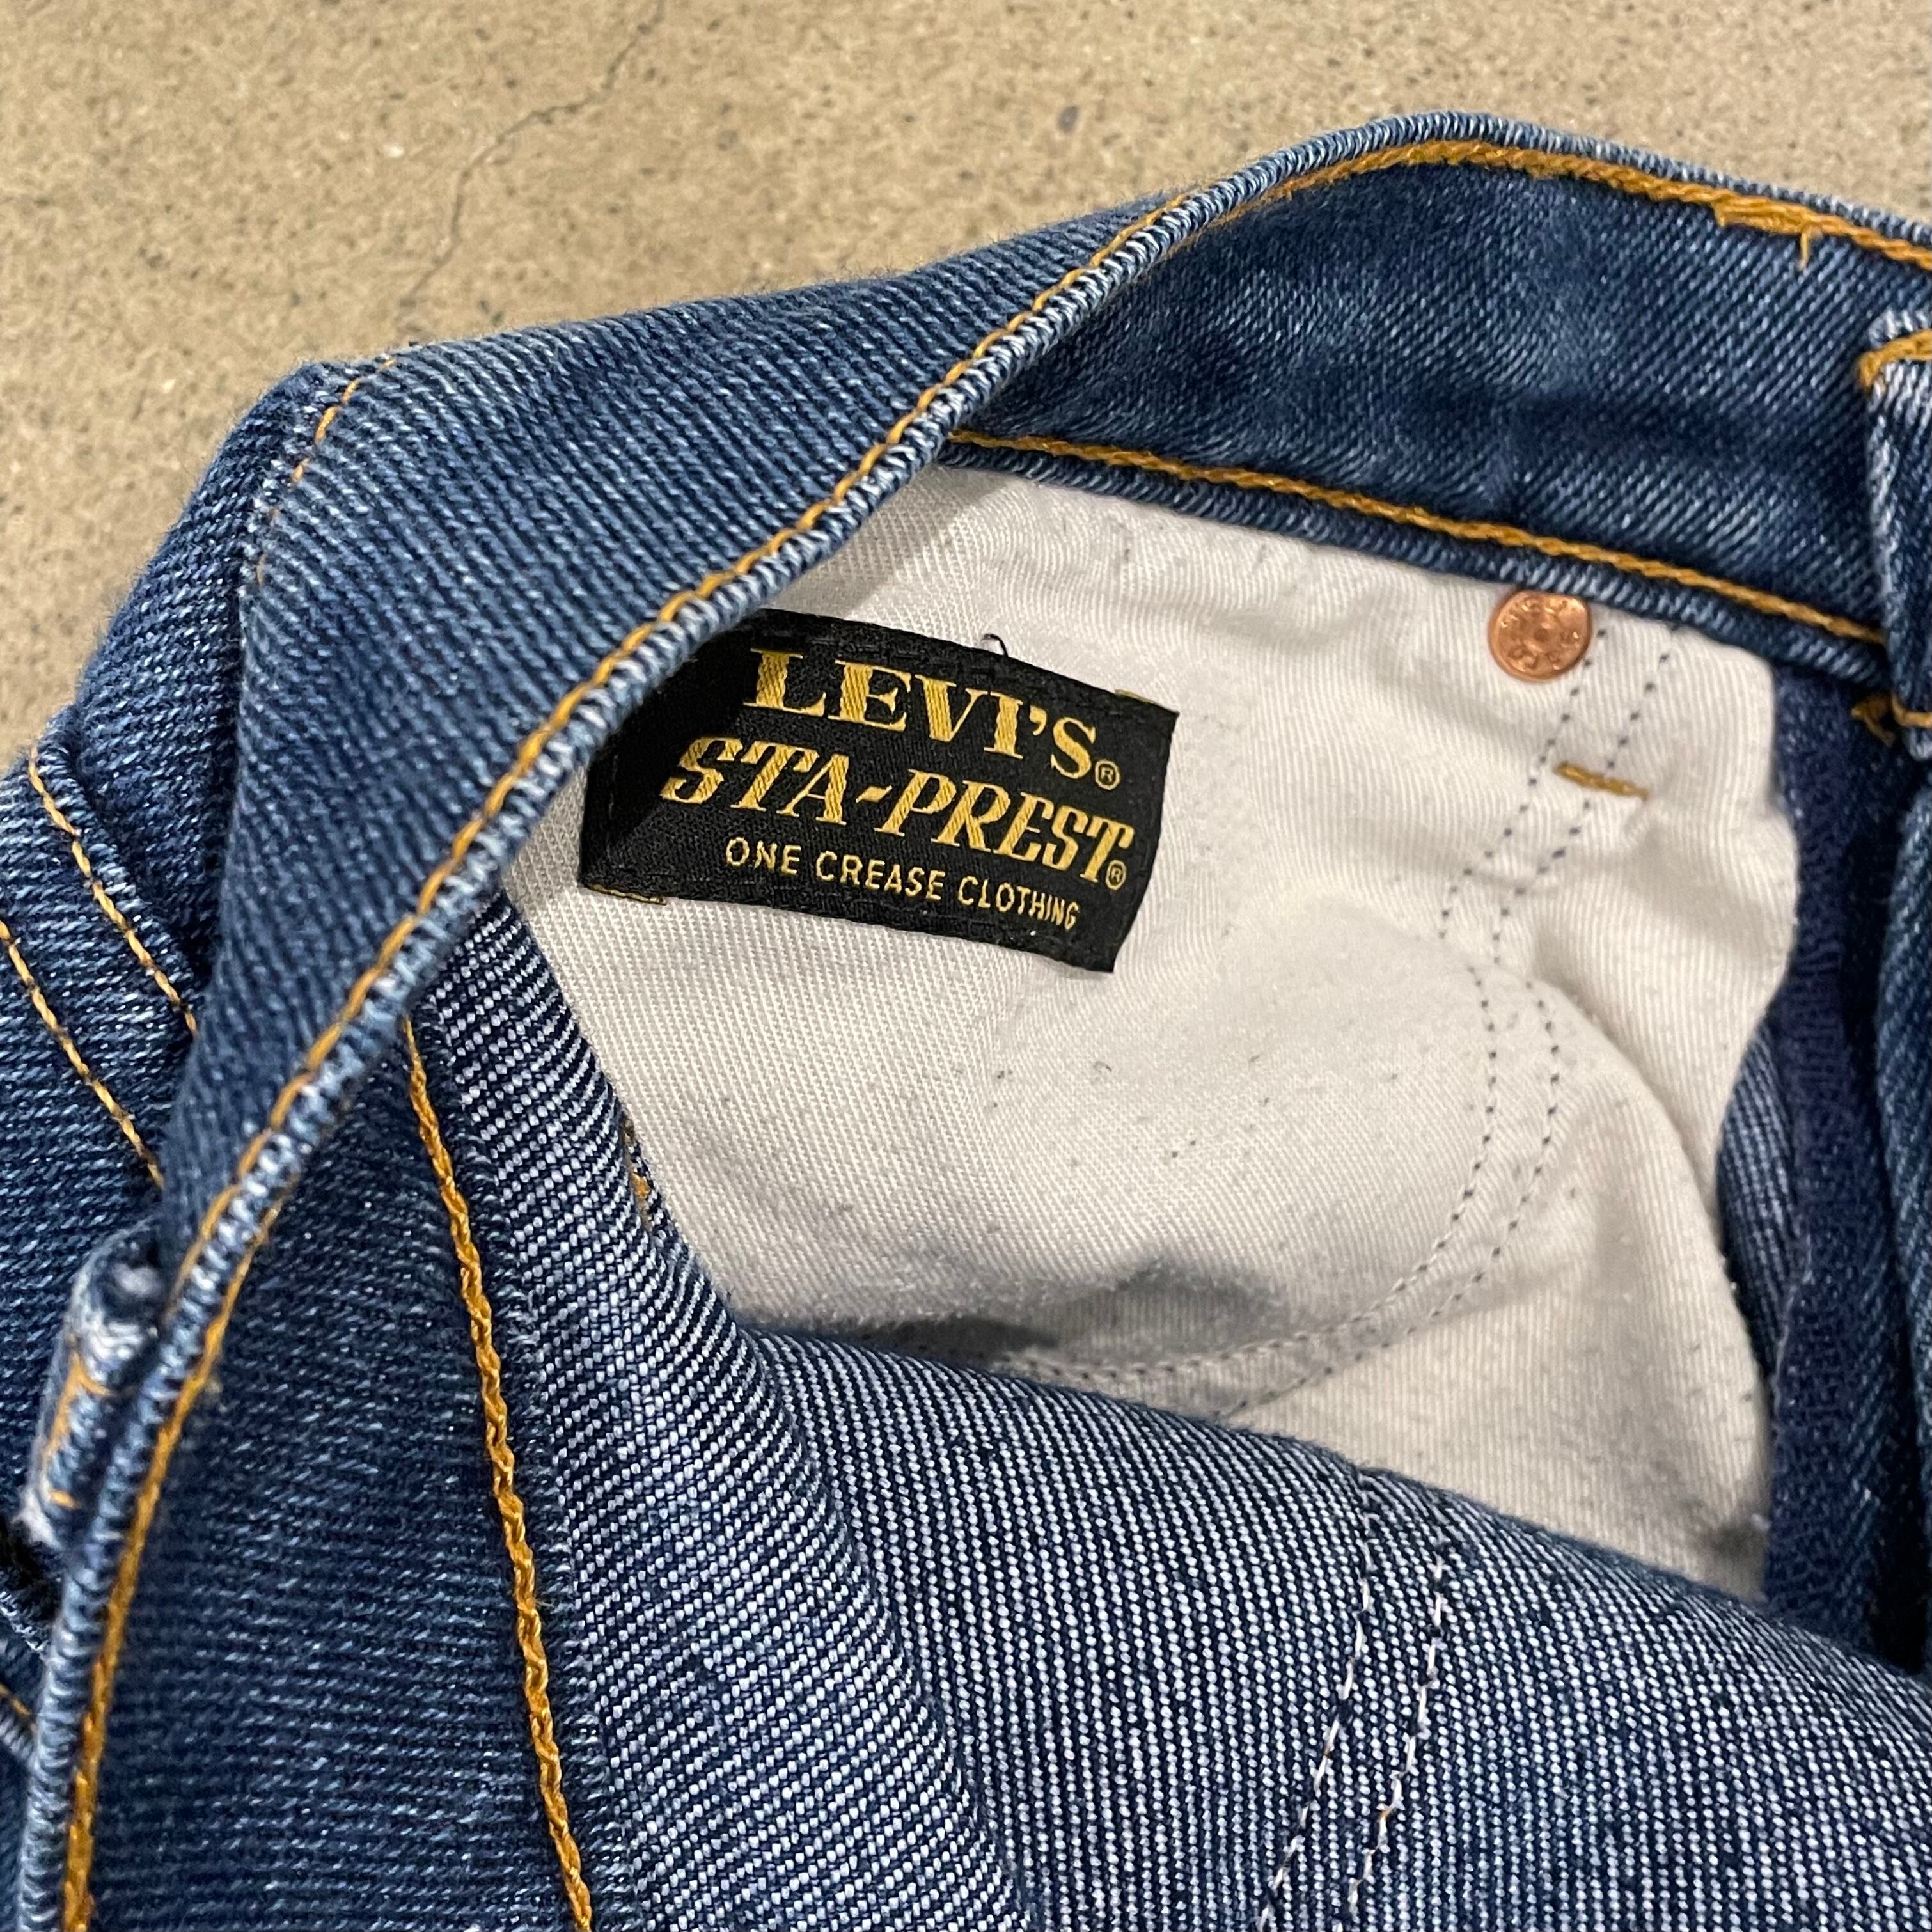 LEVI'S®
STA-PREST®
ONE CREASE CLOTHING